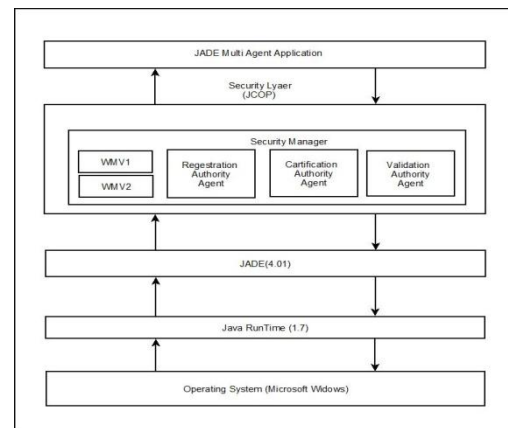 JADE Multi Agent Application
Security Lyaer
(JCOP)
Security Manager
WMV1
WMV2
Regestration
Authority
Agent
Cartification
Authority
Agent
Validation
Authority
Agent
JADE(4.01)
Java RunTime (1.7)
Operating System (Microsoft Widows)